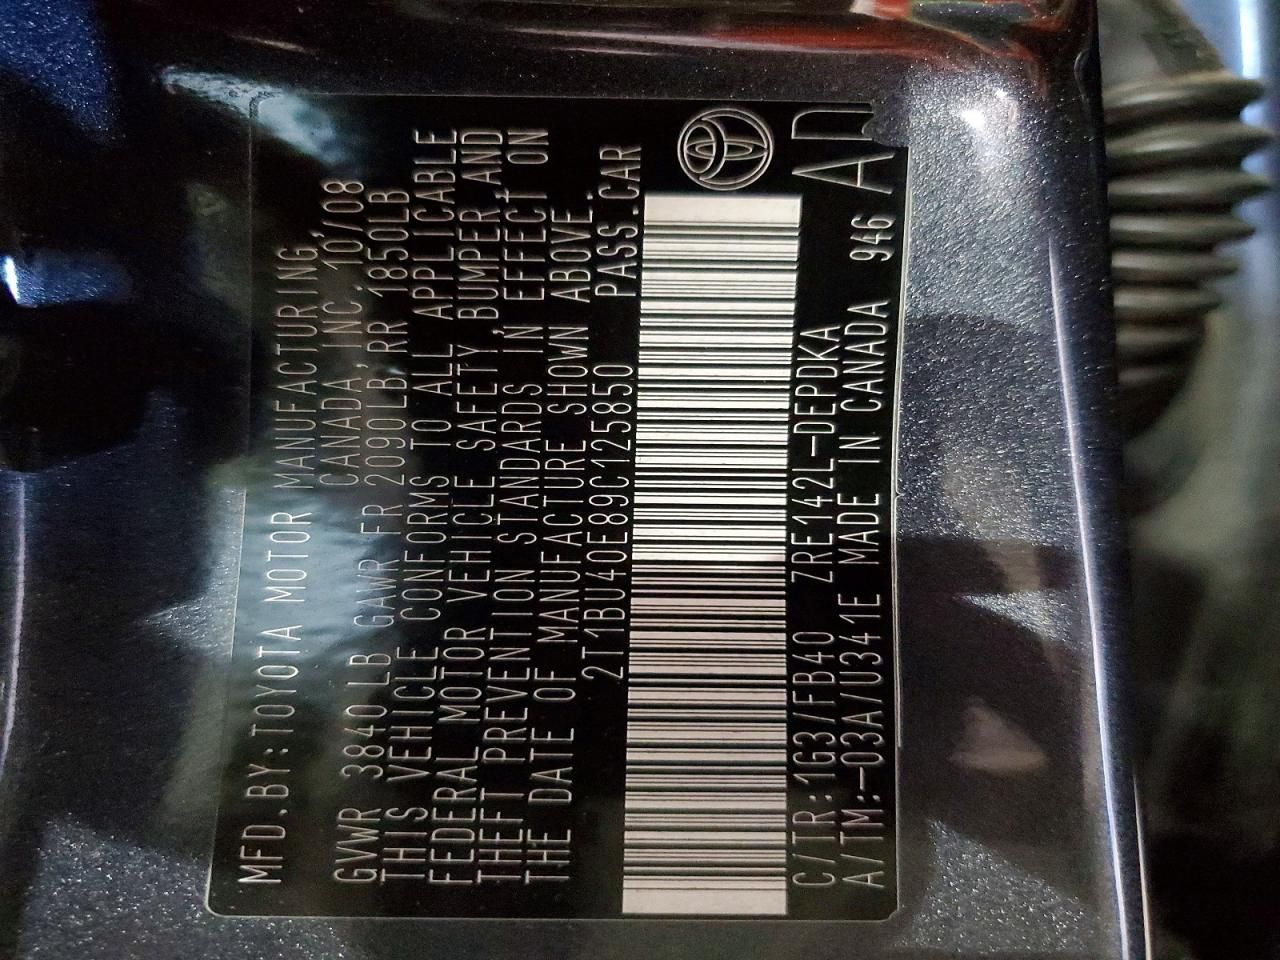 MFD.BY:TOYOTA MOTOR MANUFACTURING,
CANADA, INC. 10/08
GVWR 3840 LB GAWR FR 2090LB,RR 1850LB
THIS VEHICLE CONFORMS TO ALL APPLICABLE
FEDERAL MOTOR VEHICLE SAFETY, BUMPER, AND
THEFT PREVENTION STANDARDS IN EFFECT ON
THE DATE OF MANUFACTURE SHOWN ABOVE.
2T1BU40E89C125850 PASS.CAR
C/TR:1G3/FB40 ZRE142L-DEPDKA
A/TM:-03A/U341E MADE IN CANADA 946